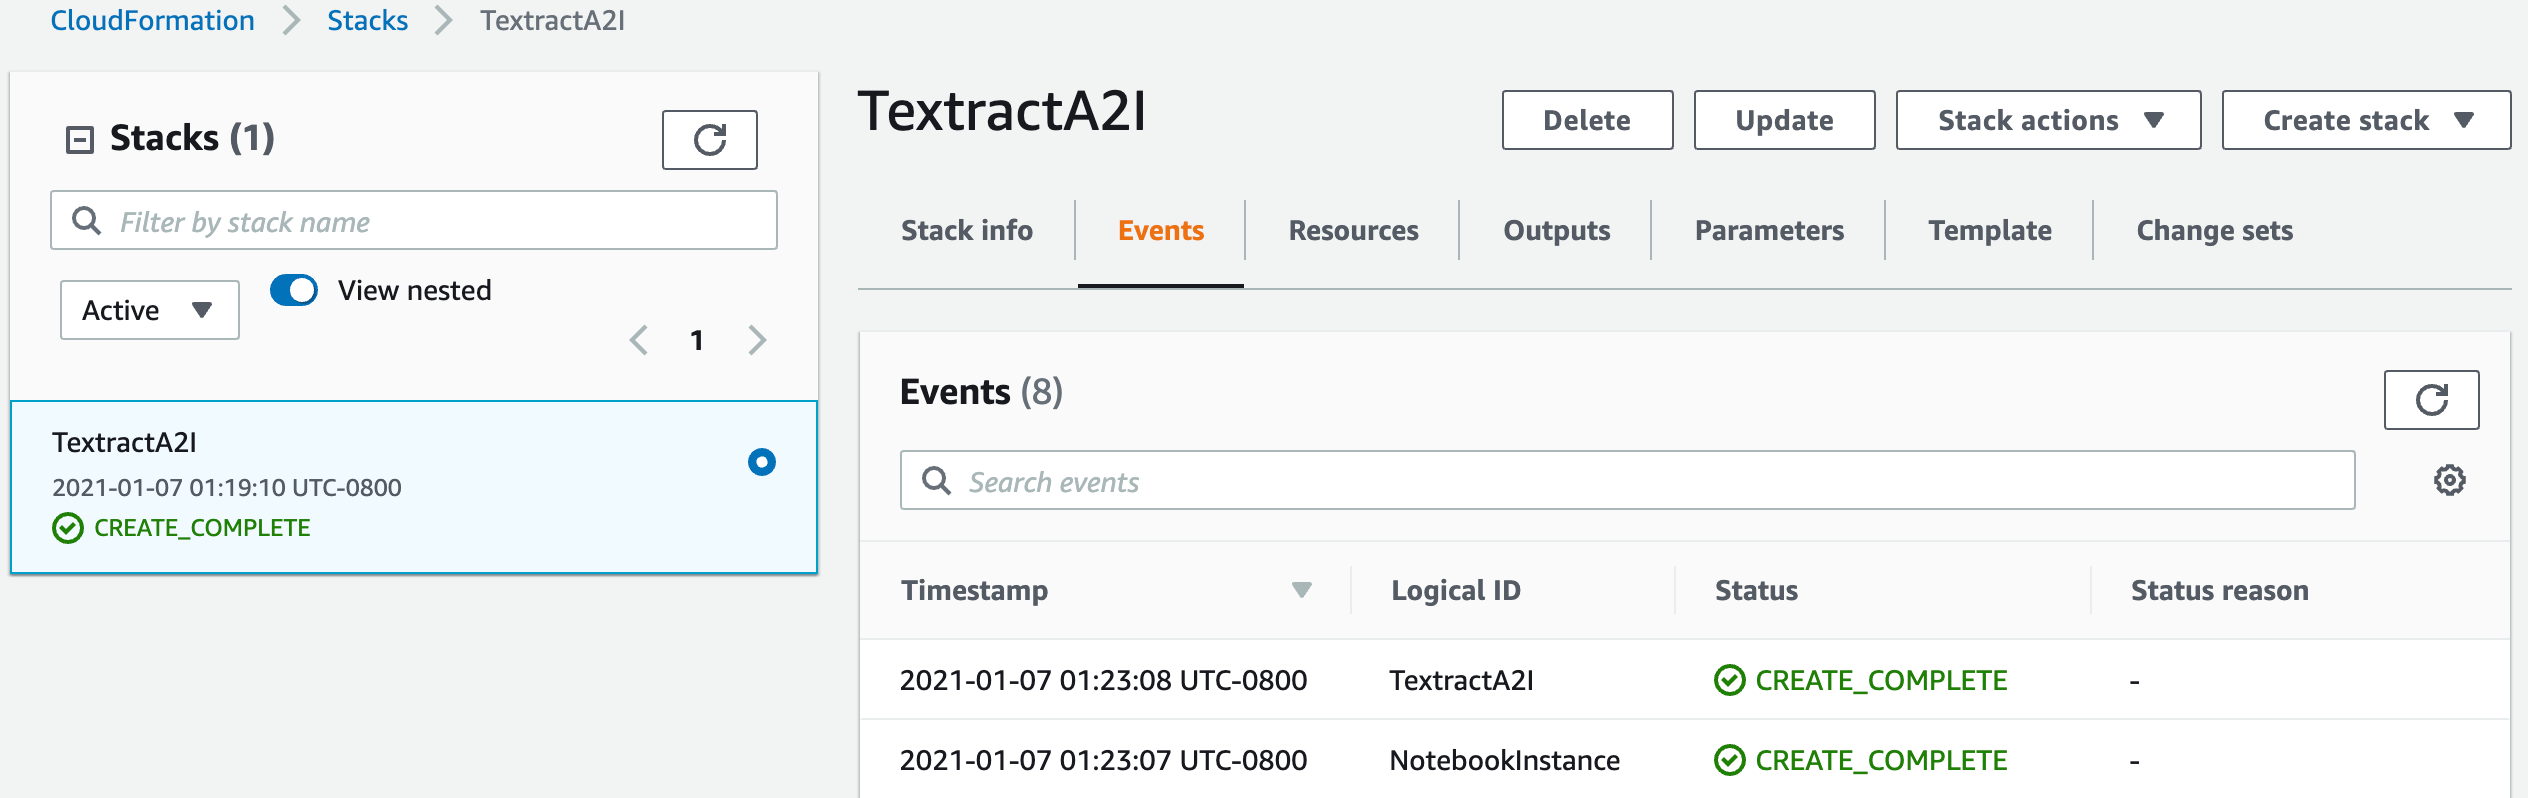 CloudFormation > Stacks > TextractA2I
Stacks (1)
Filter by stack name
Active
View nested
1
TextractA2I
2021-01-07 01:19:10 UTC-0800
CREATE_COMPLETE
TextractA2I
Delete Update Stack actions Create stack
Stack info Events Resources Outputs Parameters Template Change sets
Events (8)
Search events
Timestamp Logical ID Status Status reason
2021-01-07 01:23:08 UTC-0800 TextractA2I CREATE_COMPLETE -
2021-01-07 01:23:07 UTC-0800 NotebookInstance CREATE_COMPLETE -